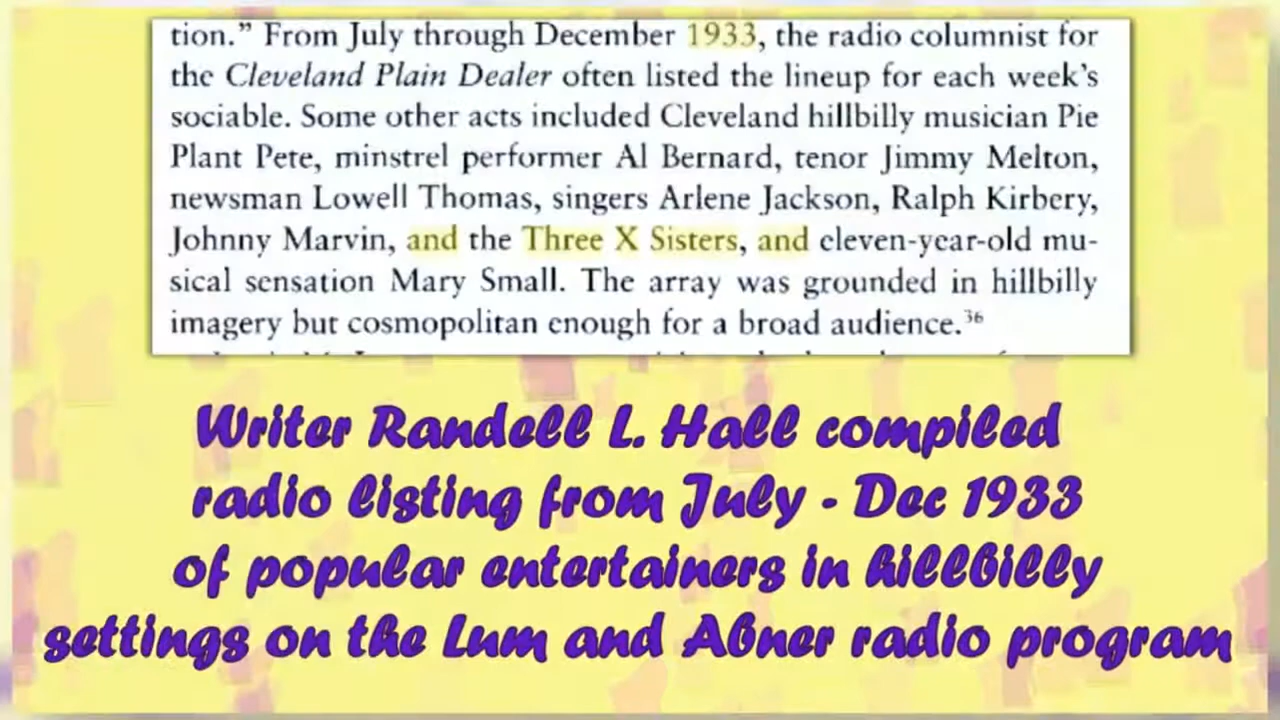 tion.” From July through December 1933, the radio columnist for
the Cleveland Plain Dealer often listed the lineup for each week’s
sociable. Some other acts included Cleveland hillbilly musician Pie
Plant Pete, minstrel performer Al Bernard, tenor Jimmy Melton,
newsman Lowell Thomas, singers Arlene Jackson, Ralph Kirbery,
Johnny Marvin, and the Three X Sisters, and eleven-year-old mu-
sical sensation Mary Small. The array was grounded in hillbilly
imagery but cosmopolitan enough for a broad audience.36
Writer Randell L. Hall compiled
radio listing from July - Dec 1933
of popular entertainers in hillbilly
settings on the Lum and Abner radio program